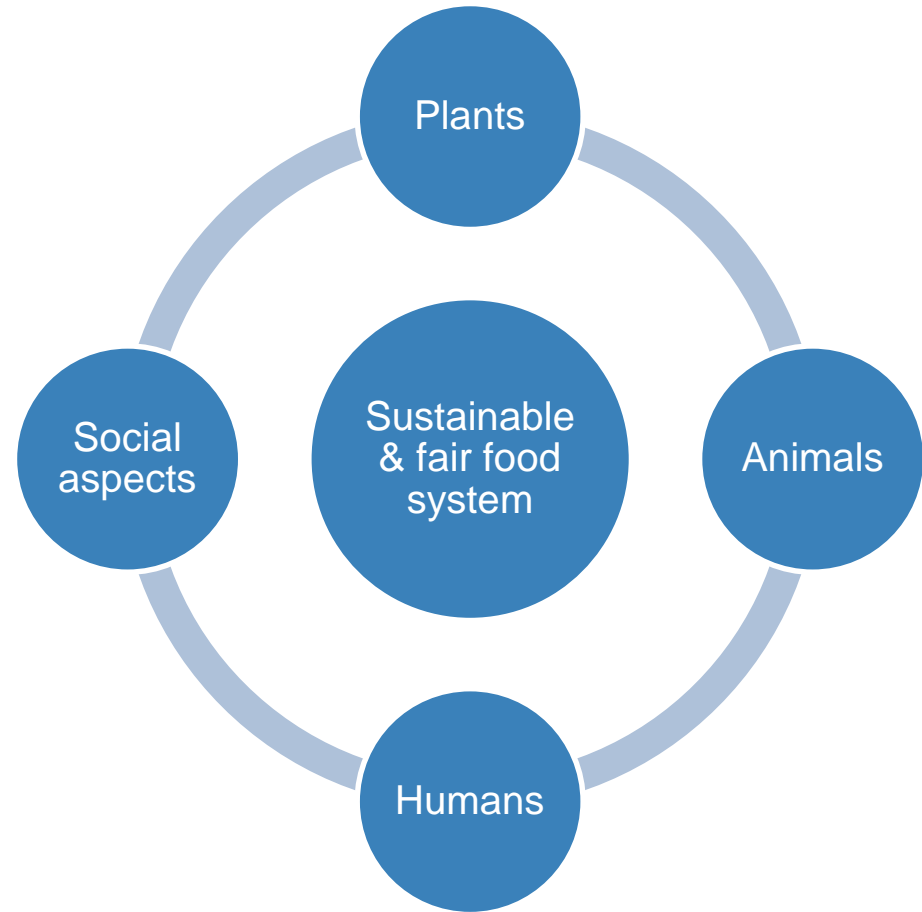 Plants
Social
aspects
Sustainable
& fair food
system
Animals
Humans